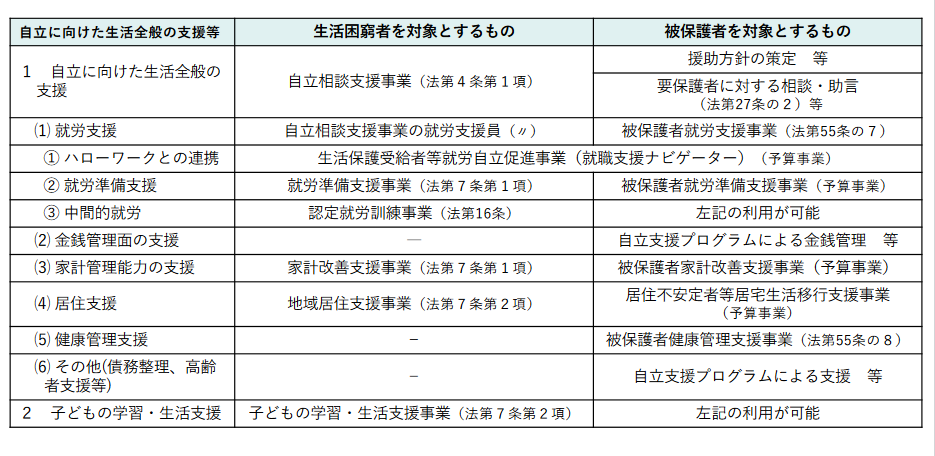 自立に向けた生活全般の支援等 生活困窮者を対象とするもの 被保護者を対象とするもの
1 自立に向けた生活全般の
支援
自立相談支援事業（法第４条第１項）
援助方針の策定 等
要保護者に対する相談・助言
（法第27条の２）等
⑴ 就労支援 自立相談支援事業の就労支援員（〃） 被保護者就労支援事業（法第55条の７）
① ハローワークとの連携 生活保護受給者等就労自立促進事業（就職支援ナビゲーター）（予算事業）
② 就労準備支援 就労準備支援事業（法第７条第１項） 被保護者就労準備支援事業（予算事業）
③ 中間的就労 認定就労訓練事業（法第16条） 左記の利用が可能
⑵ 金銭管理面の支援 ― 自立支援プログラムによる金銭管理 等
⑶ 家計管理能力の支援 家計改善支援事業（法第７条第１項） 被保護者家計改善支援事業（予算事業）
⑷ 居住支援 地域居住支援事業（法第７条第２項） 居住不安定者等居宅生活移行支援事業
（予算事業）
⑸ 健康管理支援 － 被保護者健康管理支援事業（法第55条の８）
⑹ その他(債務整理、高齢
者支援等)
－ 自立支援プログラムによる支援 等
2 子どもの学習・生活支援 子どもの学習・生活支援事業（法第７条第２項） 左記の利用が可能